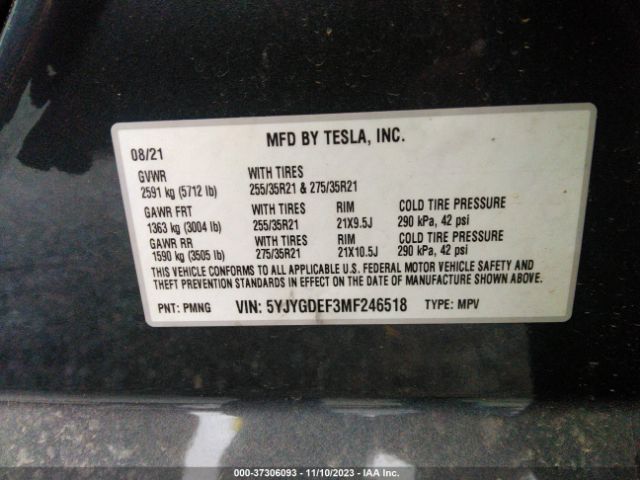 MFD BY TESLA, INC.
08/21
GVWR WITH TIRES
2591 kg (5712 lb) 255/35R21 & 275/35R21
GAWR FRT WITH TIRES RIM COLD TIRE PRESSURE
1363 kg (3004 lb) 255/35R21 21X9.5J 290 kPa, 42 psi
GAWR RR WITH TIRES RIM COLD TIRE PRESSURE
1590 kg (3505 lb) 275/35R21 21X10.5J 290 kPa, 42 psi
THIS VEHICLE CONFORMS TO ALL APPLICABLE U.S. FEDERAL MOTOR VEHICLE SAFETY AND
THEFT PREVENTION STANDARDS IN EFFECT ON THE DATE OF MANUFACTURE SHOWN ABOVE.
PNT: PMNG VIN: 5YJYGDEF3MF246518 TYPE: MPV
000-37306093 — 11/10/2023 — IAA Inc.